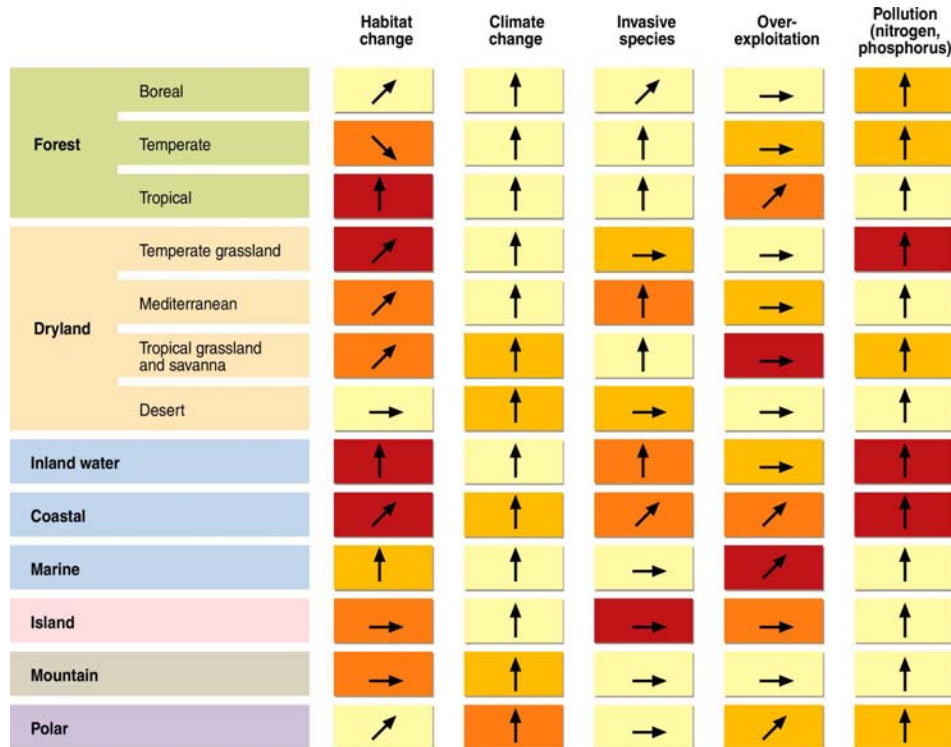 Habitat
change
Climate
change
Invasive
species
Over-
exploitation
Pollution
(nitrogen,
phosphorus)
Forest
Boreal
Temperate
Tropical
Dryland
Temperate grassland
Mediterranean
Tropical grassland
and savanna
Desert
Inland water
Coastal
Marine
Island
Mountain
Polar